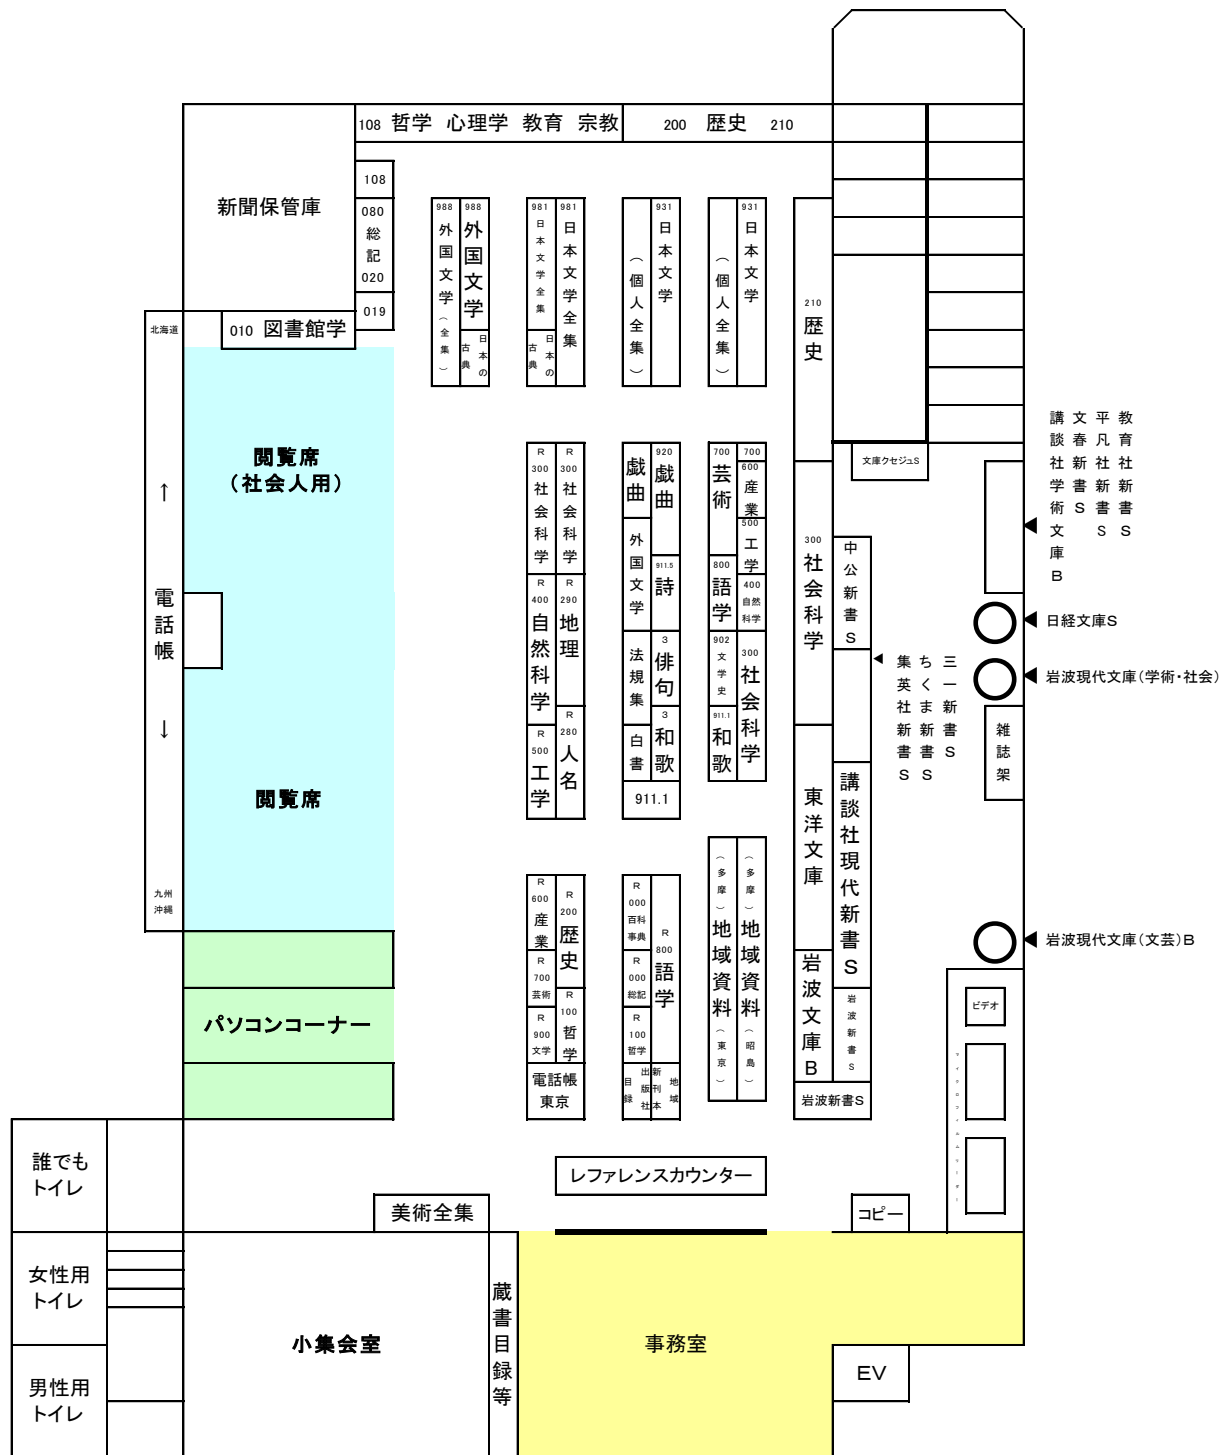 108 哲学 心理学 教育 宗教
200 歴史 210
新聞保管庫
108
080
総記
020
019
010 図書館学
988
外国文学(全集)
988
外国文学
日本の古典
981
日本文学全集
日本の古典
981
日本文学全集
(個人全集)
931
日本文学
(個人全集)
931
日本文学
210
歴史
文庫クセジュS
教育社新書S
平凡社新書S
文春新書S
講談社学術文庫B
北海道
↑
電話帳
↓
九州
沖縄
閲覧席
(社会人用)
閲覧席
R
300
社会科学
R
300
社会科学
R
400
自然科学
R
290
地理
R
500
工学
R
280
人名
戯曲
920
戯曲
外国文学
911.5
詩
法規集
3
俳句
白書
3
和歌
911.1
700
芸術
700
600
産業
500
工学
800
語学
400
自然
科学
902
文学史
300
社会科学
911.1
和歌
300
社会科学
中公新書S
三一新書S
ちくま新書S
集英社新書S
日経文庫S
岩波現代文庫(学術・社会)
雑誌架
東洋文庫
講談社現代新書S
岩波現代文庫(文芸)B
岩波文庫B
岩波新書S
岩波新書S
R
600
産業
R
200
歴史
R
700
芸術
R
100
哲学
R
900
文学
電話帳
東京
R
000
百科
事典
R
800
語学
R
000
総記
R
100
哲学
出版社
目録
新刊本
地域
(多摩)地域資料(東京)
(多摩)地域資料(昭島)
パソコンコーナー
ビデオ
誰でも
トイレ
レファレンスカウンター
美術全集
コピー
女性用
トイレ
小集会室
蔵書目録等
事務室
EV
男性用
トイレ